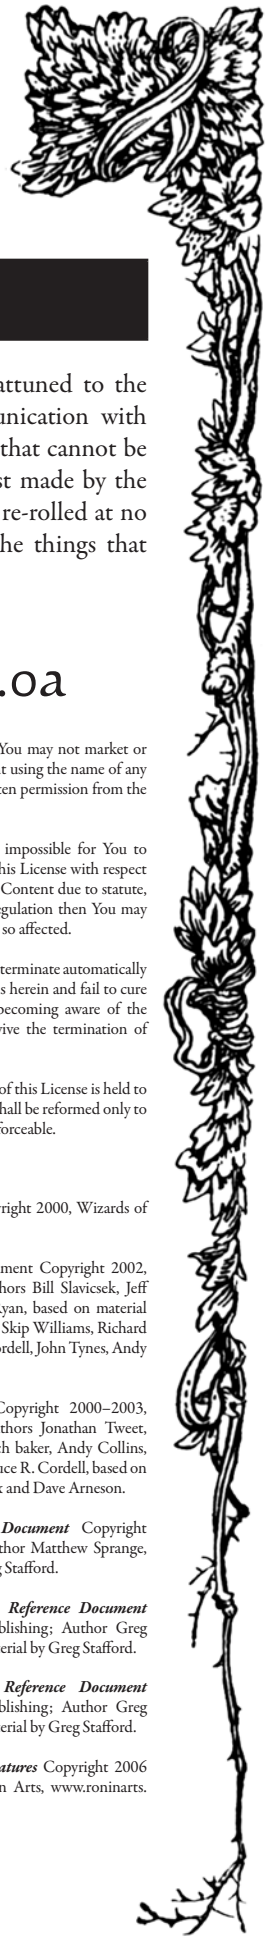 attuned to the
unication with
that cannot be
st made by the
re-rolled at no
he things that
.0a
You may not market or
t using the name of any
ten permission from the
impossible for You to
his License with respect
Content due to statute,
egulation then You may
so affected.
terminate automatically
s herein and fail to cure
becoming aware of the
vive the termination of
of this License is held to
hall be reformed only to
forceable.
right 2000, Wizards of
ment Copyright 2002,
hors Bill Slavicsek, Jeff
Ryan, based on material
Skip Williams, Richard
ordell, John Tynes, Andy
Copyright 2000–2003,
thors Jonathan Tweet,
ch baker, Andy Collins,
uce R. Cordell, based on
x and Dave Arneson.
Document Copyright
thor Matthew Sprange,
g Stafford.
Reference Document
blishing; Author Greg
terial by Greg Stafford.
Reference Document
blishing; Author Greg
terial by Greg Stafford.
atures Copyright 2006
n Arts, www.roninarts.